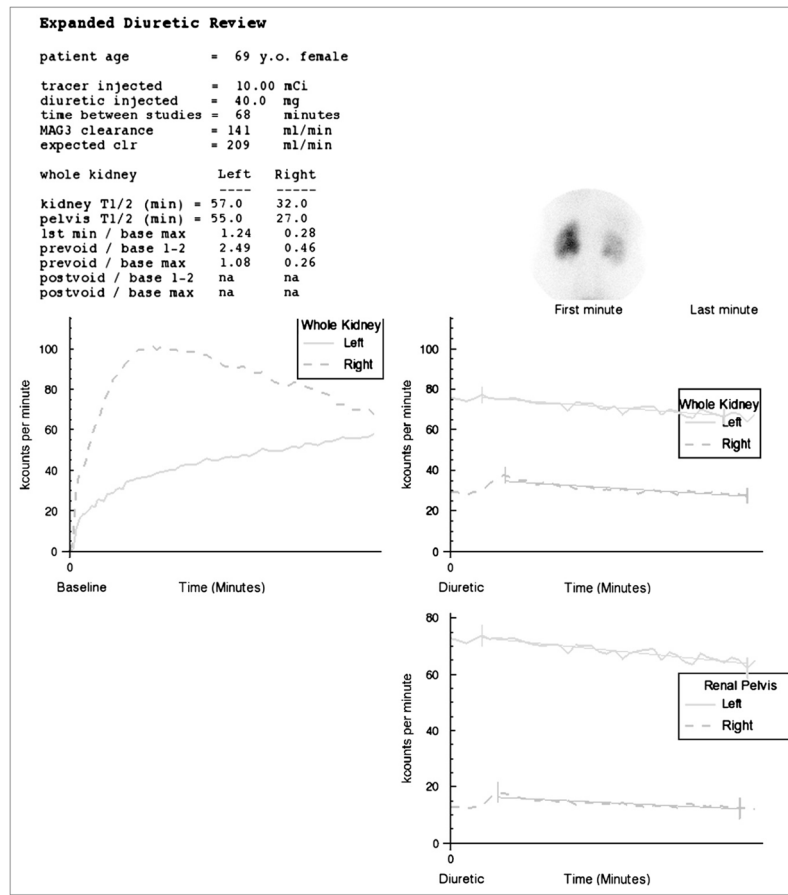 Expanded Diuretic Review
patient age = 69 y.o. female
tracer injected = 10.00 mCi
diuretic injected = 40.0 mg
time between studies = 68 minutes
MAG3 clearance = 141 ml/min
expected clr = 209 ml/min
whole kidney Left Right
---- -----
kidney T1/2 (min) = 57.0 32.0
pelvis T1/2 (min) = 55.0 27.0
1st min / base max 1.24 0.28
prevoid / base 1-2 2.49 0.46
prevoid / base max 1.08 0.26
postvoid / base 1-2 na na
postvoid / base max na na
First minute Last minute
Whole Kidney
Left
Right
100
80
60
40
20
0
kcounts per minute
0
Baseline Time (Minutes)
Whole Kidney
Left
Right
100
80
60
40
20
0
kcounts per minute
0
Diuretic Time (Minutes)
Renal Pelvis
Left
Right
80
60
40
20
0
kcounts per minute
0
Diuretic Time (Minutes)